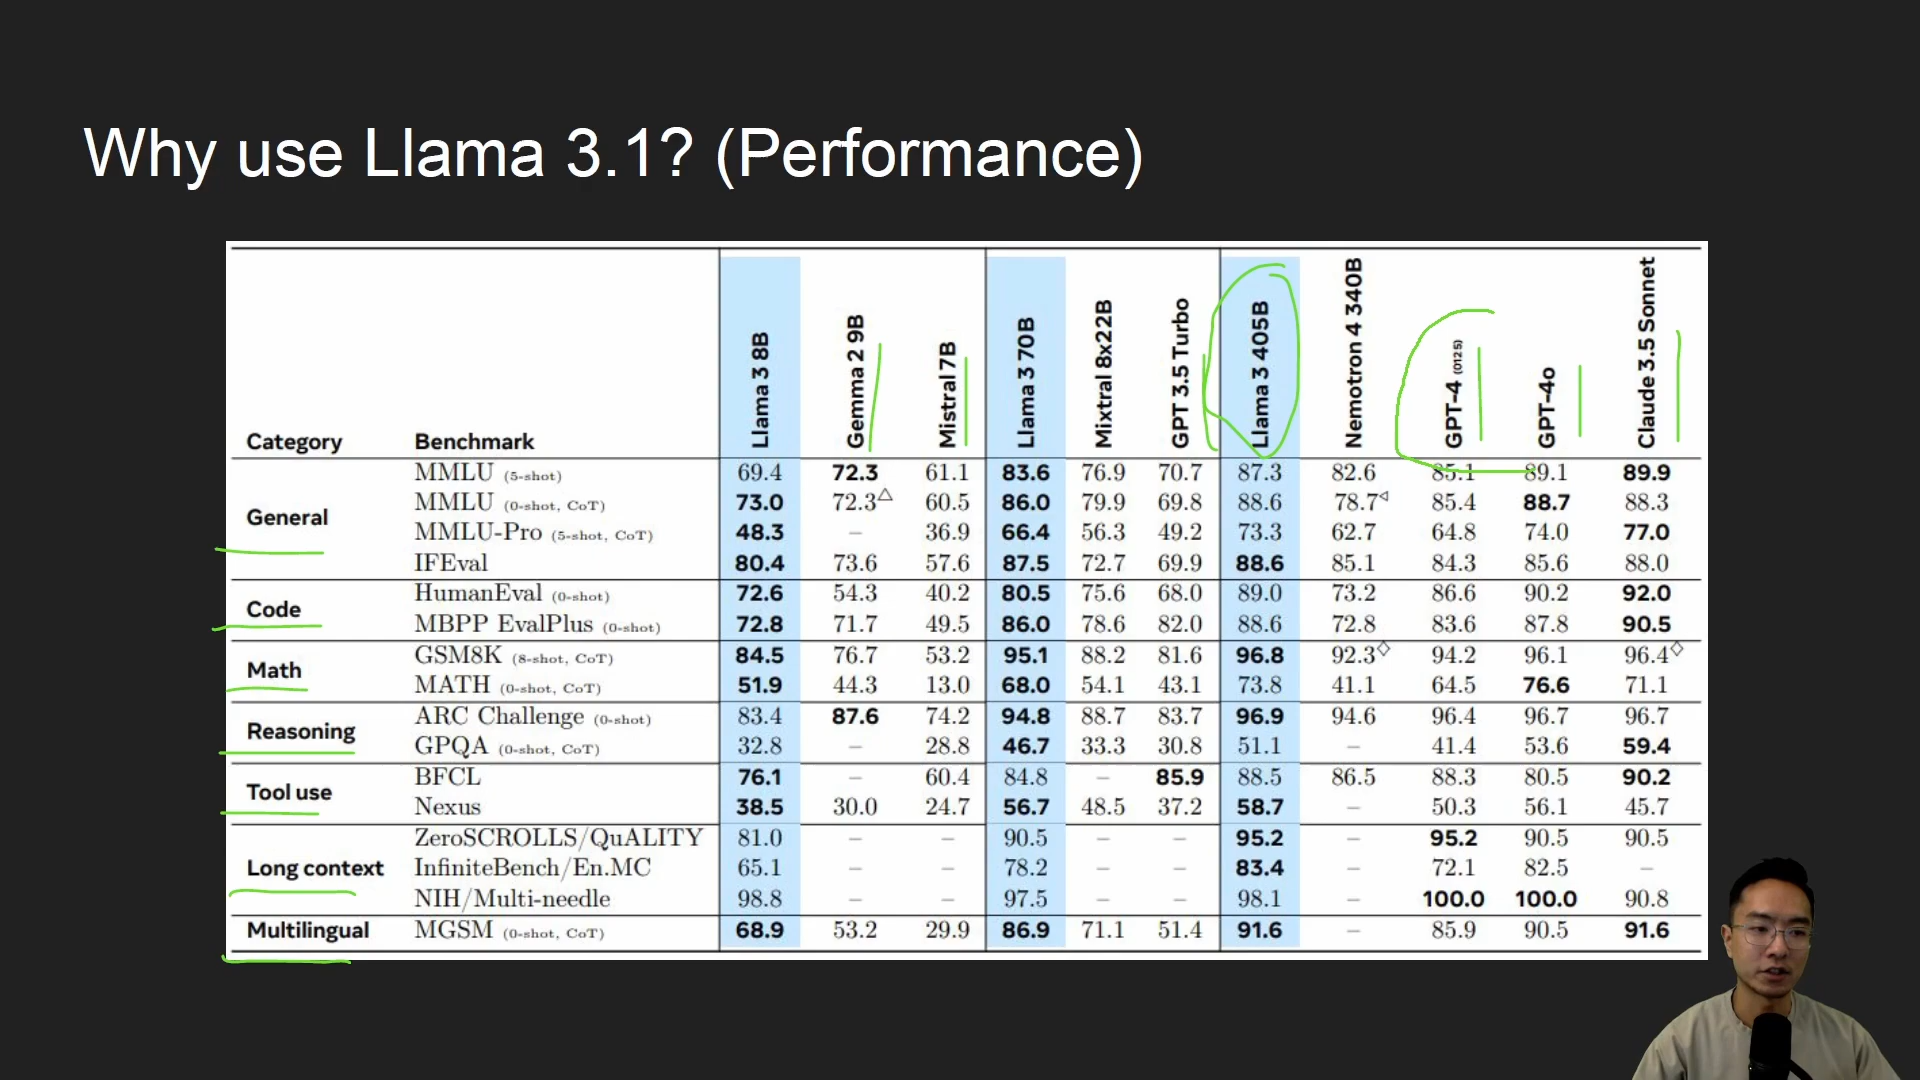 Why use Llama 3.1? (Performance)
Category Benchmark Llama 3 8B Gemma 2 9B Mistral 7B Llama 3 70B Mixtral 8x22B GPT 3.5 Turbo Llama 3 405B Nemotron 4 340B GPT-4 (0125) GPT-4o Claude 3.5 Sonnet
General
MMLU (5-shot) 69.4 72.3 61.1 83.6 76.9 70.7 87.3 82.6 85.1 89.1 89.9
MMLU (0-shot, CoT) 73.0 72.3△ 60.5 86.0 79.9 69.8 88.6 78.7◁ 85.4 88.7 88.3
MMLU-Pro (5-shot, CoT) 48.3 – 36.9 66.4 56.3 49.2 73.3 62.7 64.8 74.0 77.0
IFEval 80.4 73.6 57.6 87.5 72.7 69.9 88.6 85.1 84.3 85.6 88.0
Code
HumanEval (0-shot) 72.6 54.3 40.2 80.5 75.6 68.0 89.0 73.2 86.6 90.2 92.0
MBPP EvalPlus (0-shot) 72.8 71.7 49.5 86.0 78.6 82.0 88.6 72.8 83.6 87.8 90.5
Math
GSM8K (8-shot, CoT) 84.5 76.7 53.2 95.1 88.2 81.6 96.8 92.3◇ 94.2 96.1 96.4◇
MATH (0-shot, CoT) 51.9 44.3 13.0 68.0 54.1 43.1 73.8 41.1 64.5 76.6 71.1
Reasoning
ARC Challenge (0-shot) 83.4 87.6 74.2 94.8 88.7 83.7 96.9 94.6 96.4 96.7 96.7
GPQA (0-shot, CoT) 32.8 – 28.8 46.7 33.3 30.8 51.1 – 41.4 53.6 59.4
Tool use
BFCL 76.1 – 60.4 84.8 – 85.9 88.5 86.5 88.3 80.5 90.2
Nexus 38.5 30.0 24.7 56.7 48.5 37.2 58.7 – 50.3 56.1 45.7
Long context
ZeroSCROLLS/QuALITY 81.0 – – 90.5 – – 95.2 – 95.2 90.5 90.5
InfiniteBench/En.MC 65.1 – – 78.2 – – 83.4 – 72.1 82.5 –
NIH/Multi-needle 98.8 – – 97.5 – – 98.1 – 100.0 100.0 90.8
Multilingual
MGSM (0-shot, CoT) 68.9 53.2 29.9 86.9 71.1 51.4 91.6 – 85.9 90.5 91.6